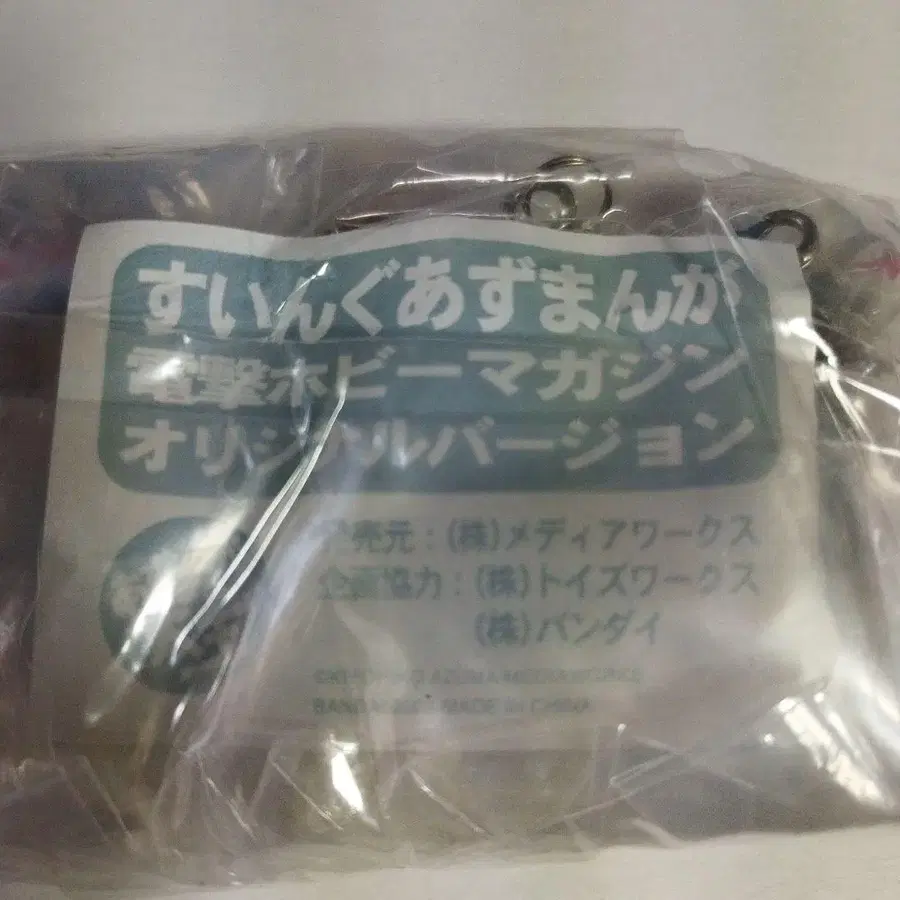 すいんぐあずまんが
電撃ホビーマガジン
オリジナルバージョン
発売元：(株)メディアワークス
企画協力：(株)トイズワークス
(株)バンダイ
AZUMA MEDIA WORKS
MADE IN CHINA